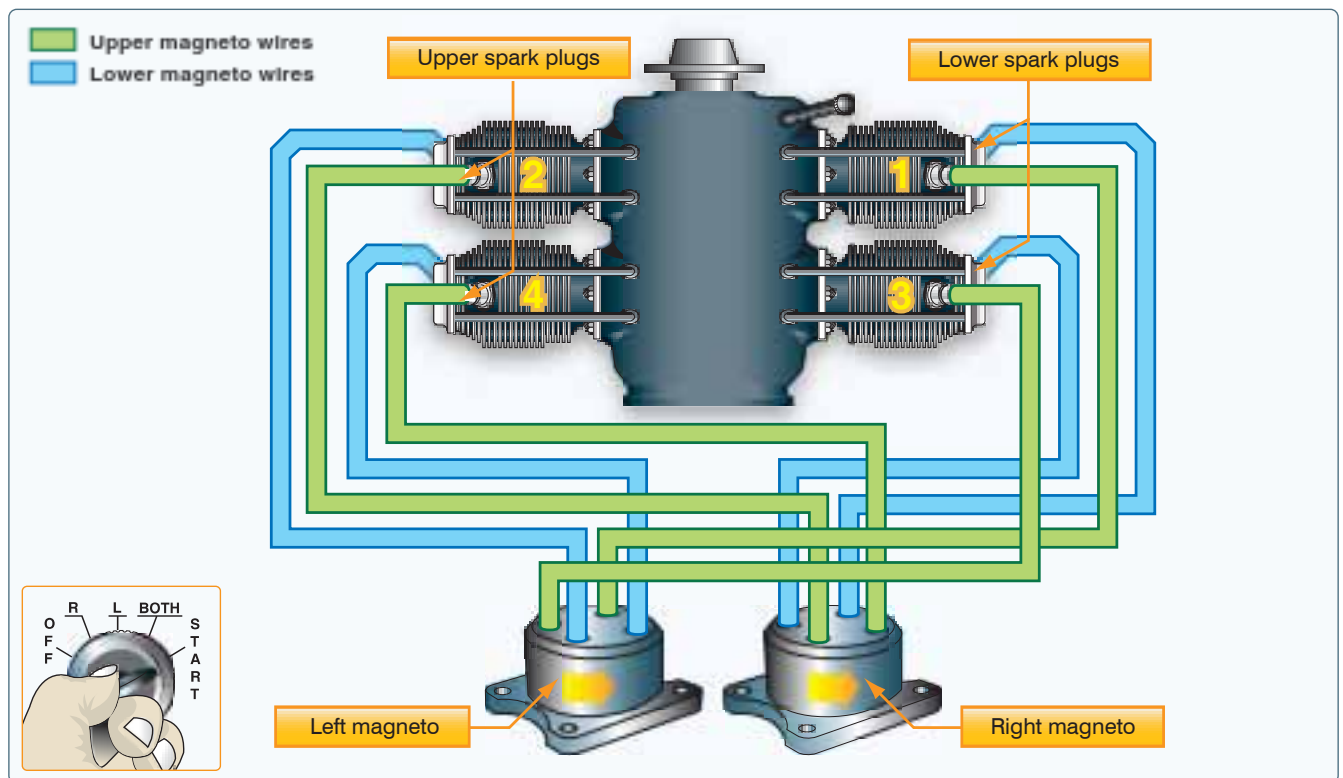 Upper magneto wires
Lower magneto wires
Upper spark plugs
Lower spark plugs
2
1
4
3
OFF
R
L
BOTH
START
Left magneto
Right magneto